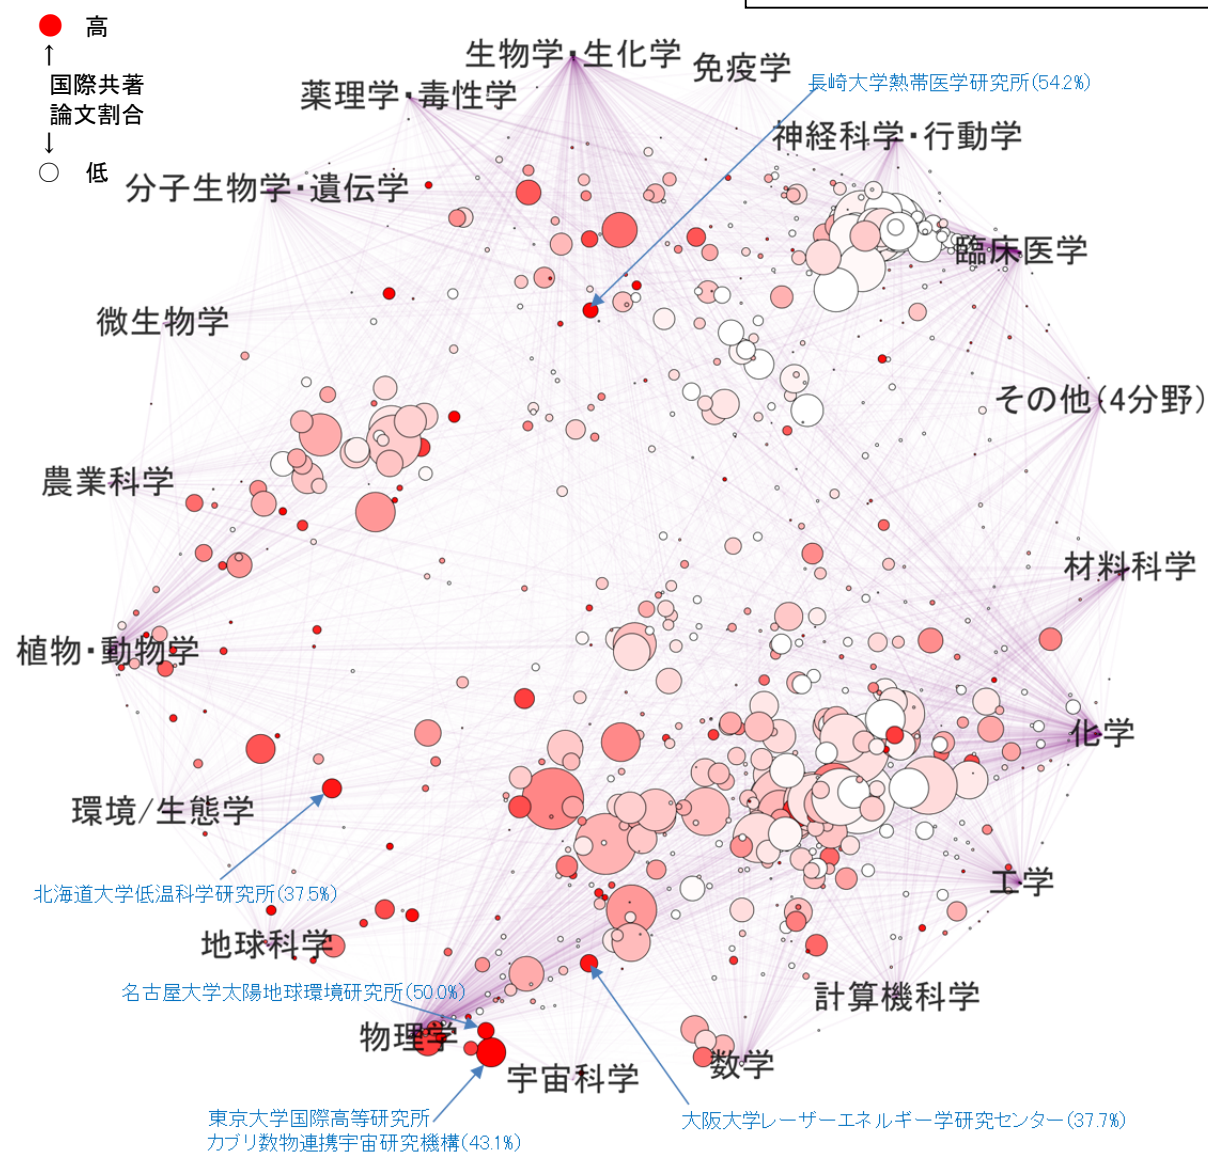 高
↑
国際共著
論文割合
↓
低
生物学・生化学
免疫学
薬理学・毒性学
長崎大学熱帯医学研究所(54.2%)
神経科学・行動学
分子生物学・遺伝学
臨床医学
微生物学
その他(4分野)
農業科学
材料科学
植物・動物学
化学
環境/生態学
工学
北海道大学低温科学研究所(37.5%)
地球科学
名古屋大学太陽地球環境研究所(50.0%)
計算機科学
物理学
数学
宇宙科学
東京大学国際高等研究所
カブリ数物連携宇宙研究機構(43.1%)
大阪大学レーザーエネルギー学研究センター(37.7%)